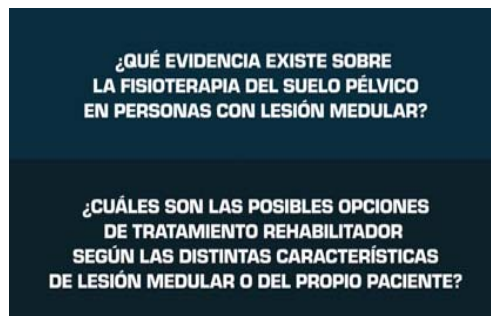 ¿QUÉ EVIDENCIA EXISTE SOBRE
LA FISIOTERAPIA DEL SUELO PÉLVICO
EN PERSONAS CON LESIÓN MEDULAR?
¿CUÁLES SON LAS POSIBLES OPCIONES
DE TRATAMIENTO REHABILITADOR
SEGÚN LAS DISTINTAS CARACTERÍSTICAS
DE LESIÓN MEDULAR O DEL PROPIO PACIENTE?